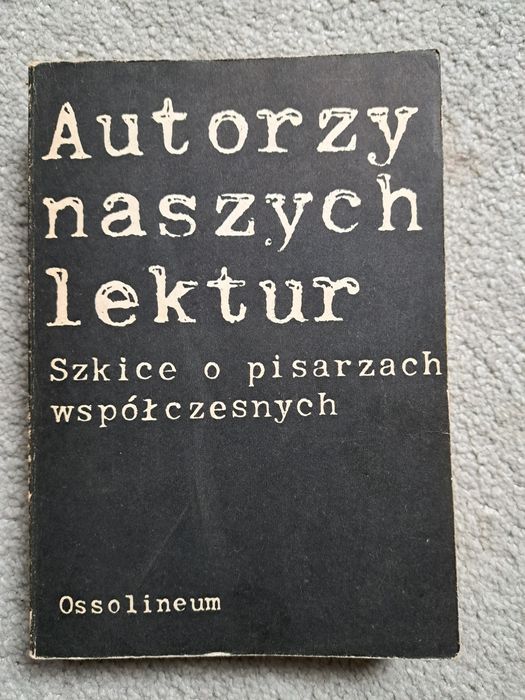 Autorzy
naszych
lektur
Szkice o pisarzach
współczesnych
Ossolineum